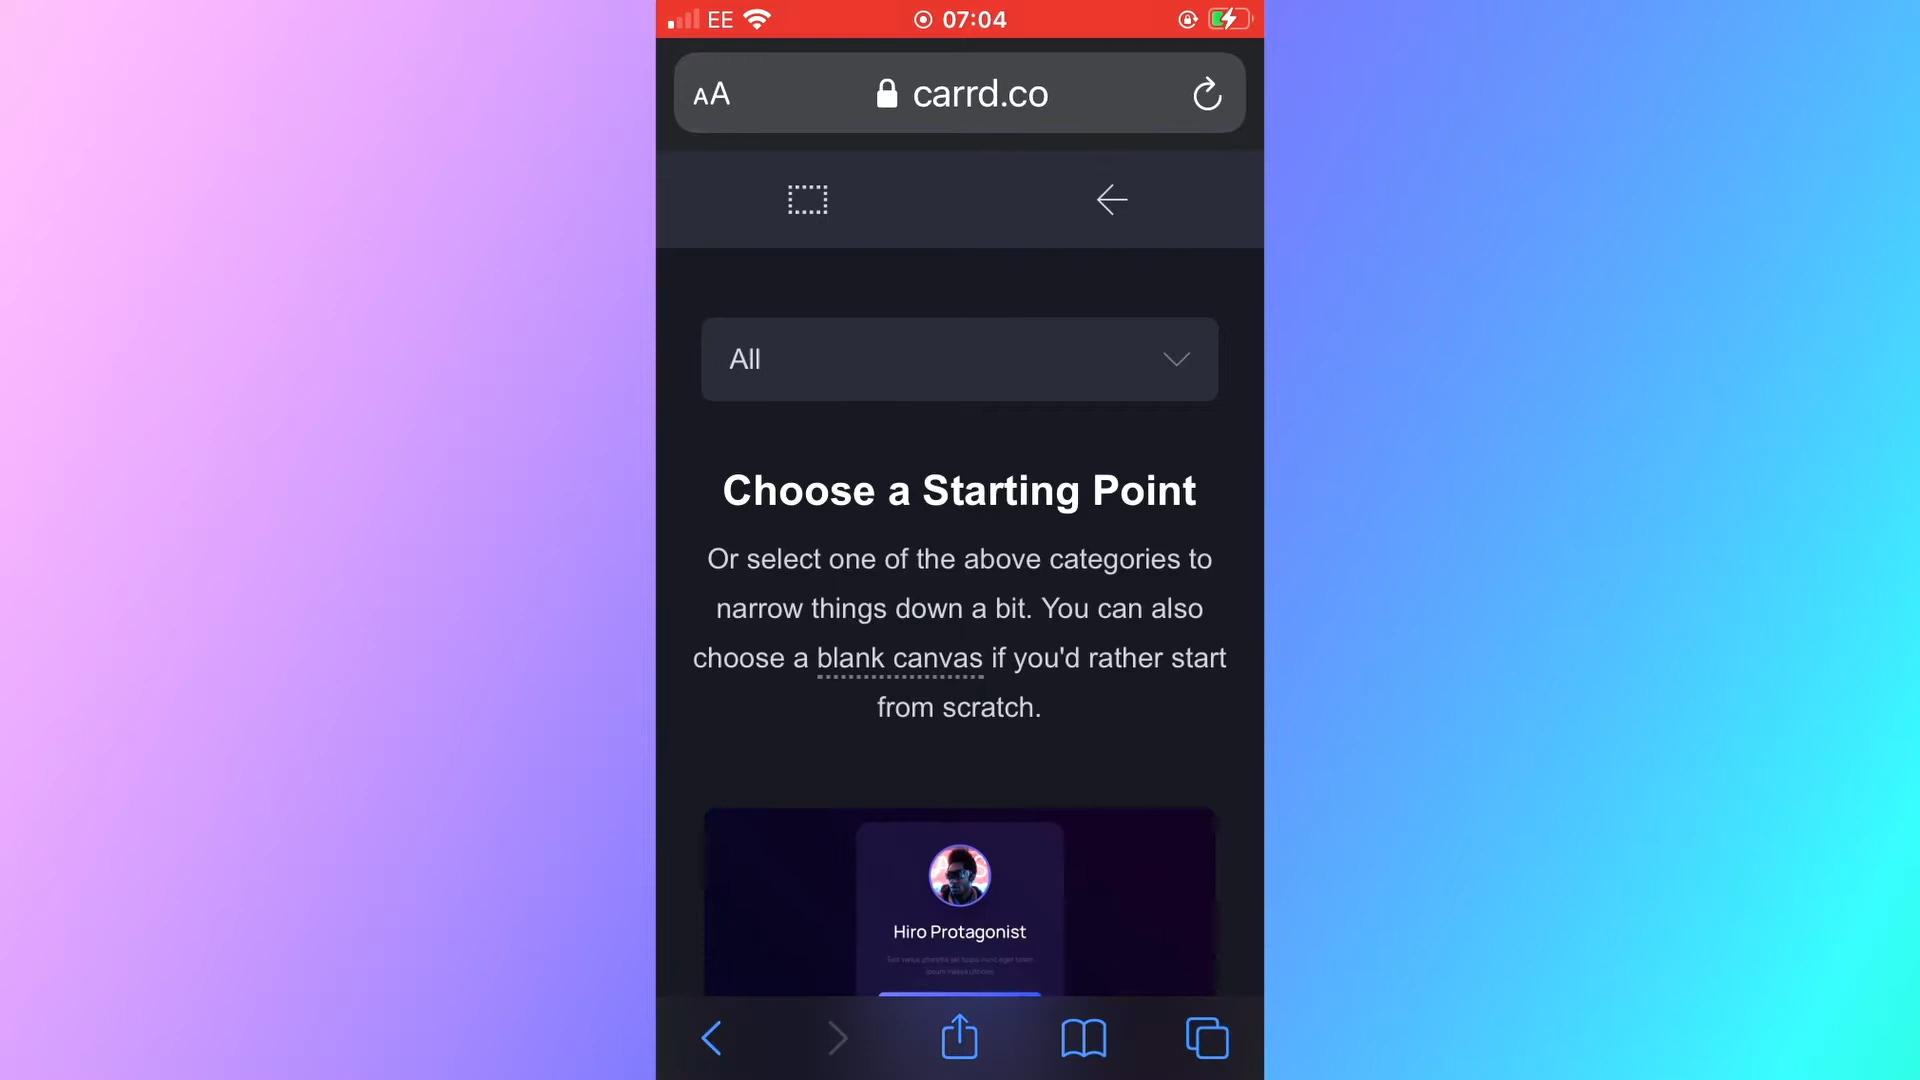 EE 07:04
AA carrd.co
All
Choose a Starting Point
Or select one of the above categories to
narrow things down a bit. You can also
choose a blank canvas if you'd rather start
from scratch.
Hiro Protagonist